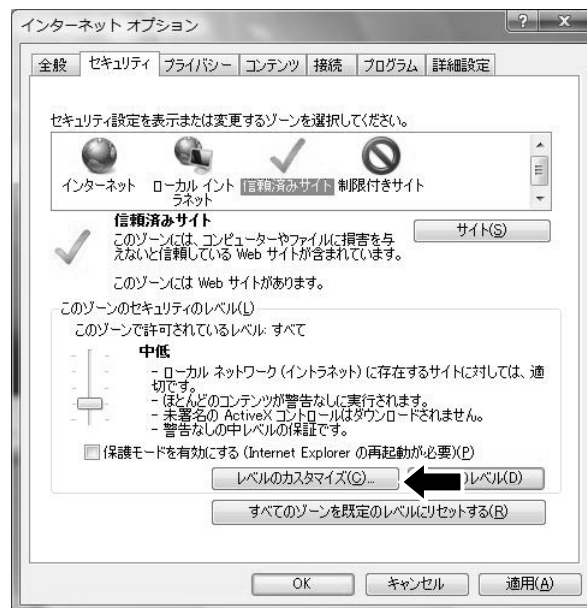 インターネット オプション
全般 セキュリティ プライバシー コンテンツ 接続 プログラム 詳細設定
セキュリティ設定を表示または変更するゾーンを選択してください。
インターネット ローカル イント 信頼済みサイト 制限付きサイト
ラネット
信頼済みサイト
サイト(S)
このゾーンには、コンピューターやファイルに損害を与
えないと信頼している Web サイトが含まれています。
このゾーンには Web サイトがあります。
このゾーンのセキュリティのレベル(L)
このゾーンで許可されているレベル: すべて
中低
- ローカル ネットワーク (イントラネット) に存在するサイトに対しては、適
切です。
- ほとんどのコンテンツが警告なしに実行されます。
- 未署名の ActiveX コントロールはダウンロードされません。
- 警告なしの中レベルの保証です。
保護モードを有効にする (Internet Explorer の再起動が必要)(P)
レベルのカスタマイズ(C)... のレベル(D)
すべてのゾーンを既定のレベルにリセットする(R)
OK キャンセル 適用(A)